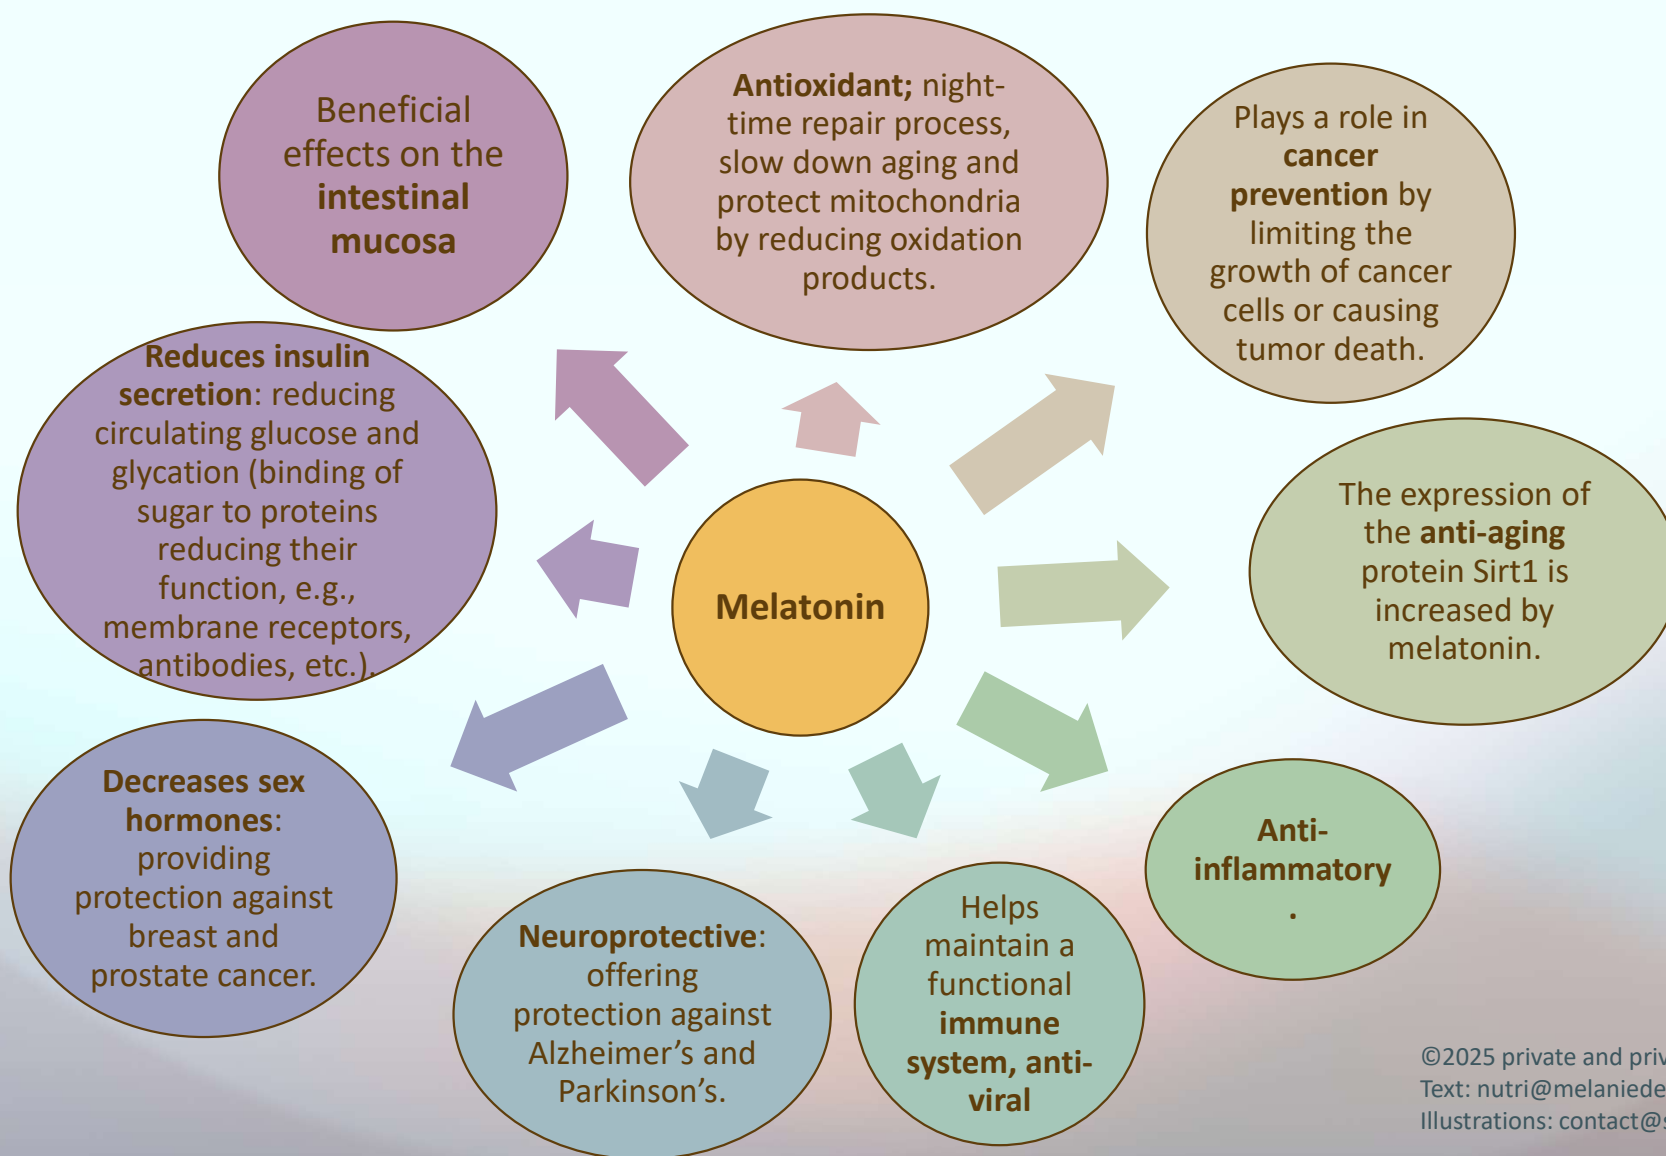 Beneficial
effects on the
intestinal
mucosa
Antioxidant; night-
time repair process,
slow down aging and
protect mitochondria
by reducing oxidation
products.
Plays a role in
cancer
prevention by
limiting the
growth of cancer
cells or causing
tumor death.
Reduces insulin
secretion: reducing
circulating glucose and
glycation (binding of
sugar to proteins
reducing their
function, e.g.,
membrane receptors,
antibodies, etc.).
Melatonin
The expression of
the anti-aging
protein Sirt1 is
increased by
melatonin.
Decreases sex
hormones:
providing
protection against
breast and
prostate cancer.
Neuroprotective:
offering
protection against
Alzheimer's and
Parkinson's.
Helps
maintain a
functional
immune
system, anti-
viral
Anti-
inflammatory
.
©2025 private and priv
Text: nutri@melaniede
Illustrations: contact@s